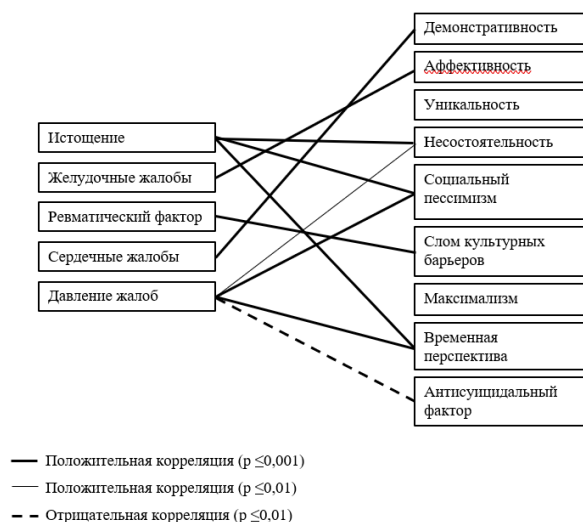 Истощение
Желудочные жалобы
Ревматический фактор
Сердечные жалобы
Давление жалоб
Демонстративность
Аффективность
Уникальность
Несостоятельность
Социальный
пессимизм
Слом культурных
барьеров
Максимализм
Временная
перспектива
Антисуицидальный
фактор
Положительная корреляция (p ≤0,001)
Положительная корреляция (p ≤0,01)
Отрицательная корреляция (p ≤0,01)